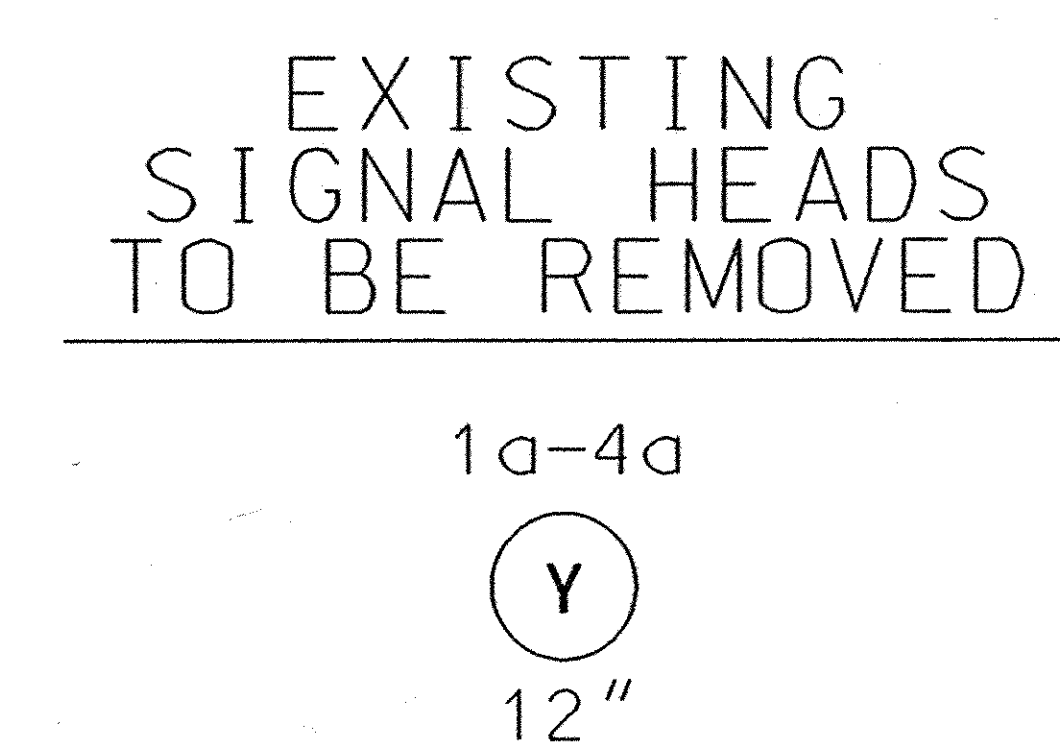 EXISTING
SIGNAL HEADS
TO BE REMOVED
1a-4a
Y
12"